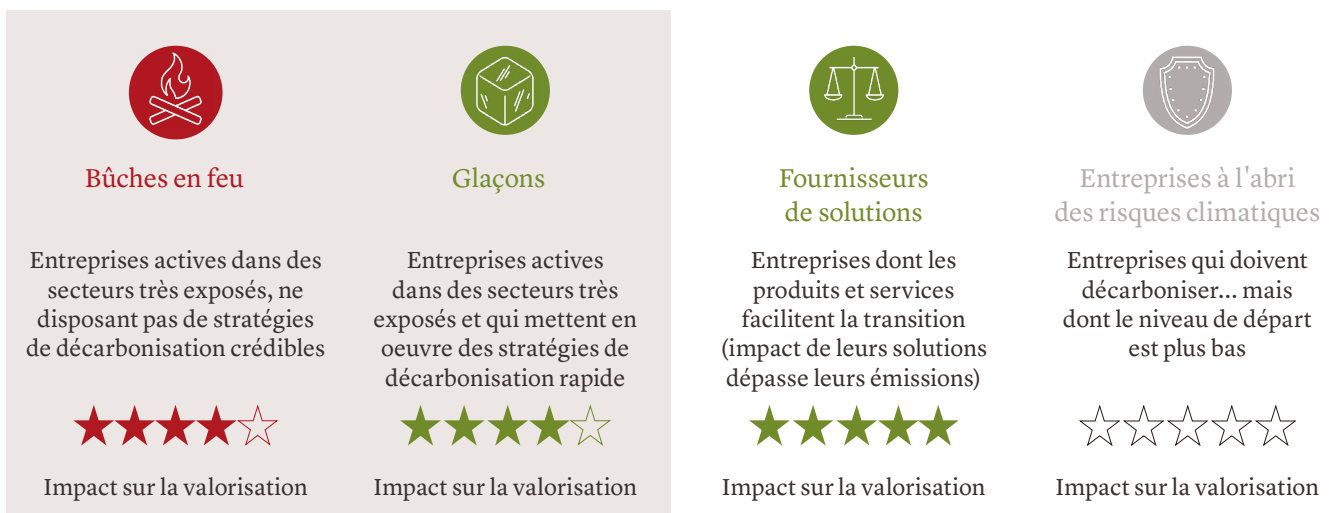 Bûches en feu
Entreprises actives dans des
secteurs très exposés, ne
disposant pas de stratégies
de décarbonisation crédibles
Impact sur la valorisation
Glaçons
Entreprises actives
dans des secteurs très
exposés et qui mettent en
oeuvre des stratégies de
décarbonisation rapide
Impact sur la valorisation
Fournisseurs
de solutions
Entreprises dont les
produits et services
facilitent la transition
(impact de leurs solutions
dépasse leurs émissions)
Impact sur la valorisation
Entreprises à l'abri
des risques climatiques
Entreprises qui doivent
décarboniser... mais
dont le niveau de départ
est plus bas
Impact sur la valorisation